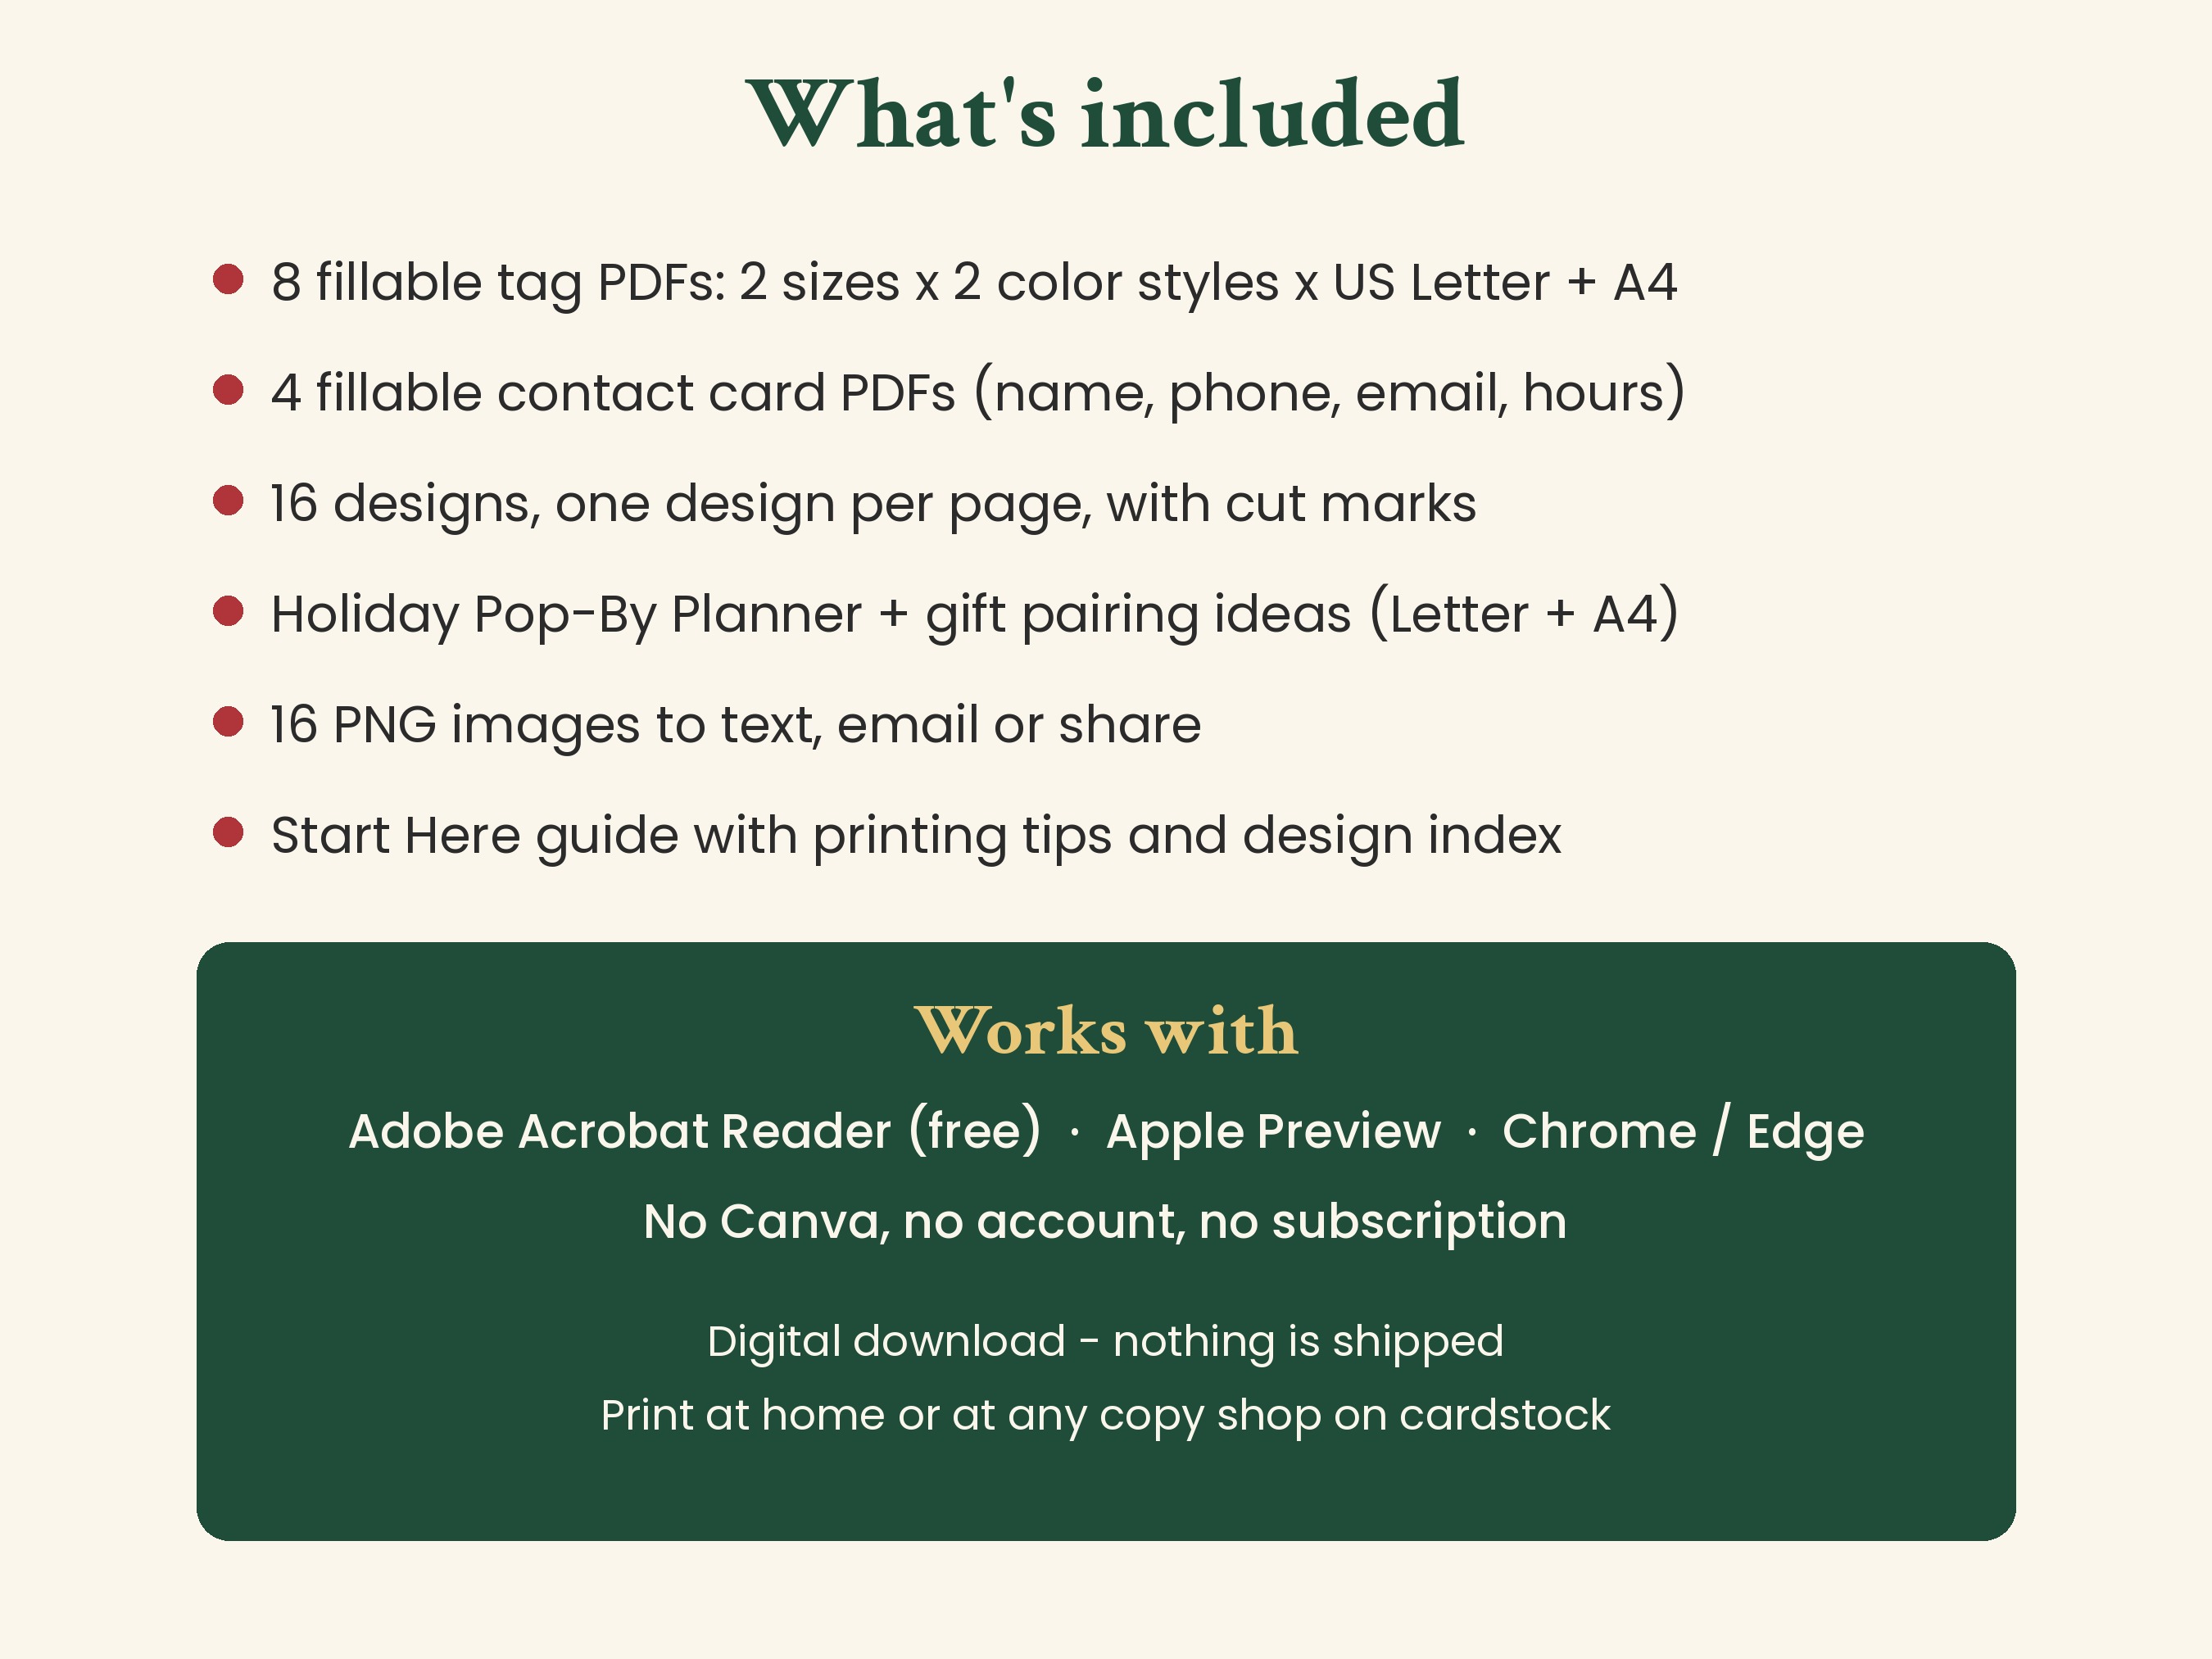 What's included
8 fillable tag PDFs: 2 sizes x 2 color styles x US Letter + A4
4 fillable contact card PDFs (name, phone, email, hours)
16 designs, one design per page, with cut marks
Holiday Pop-By Planner + gift pairing ideas (Letter + A4)
16 PNG images to text, email or share
Start Here guide with printing tips and design index
Works with
Adobe Acrobat Reader (free) · Apple Preview · Chrome / Edge
No Canva, no account, no subscription
Digital download - nothing is shipped
Print at home or at any copy shop on cardstock